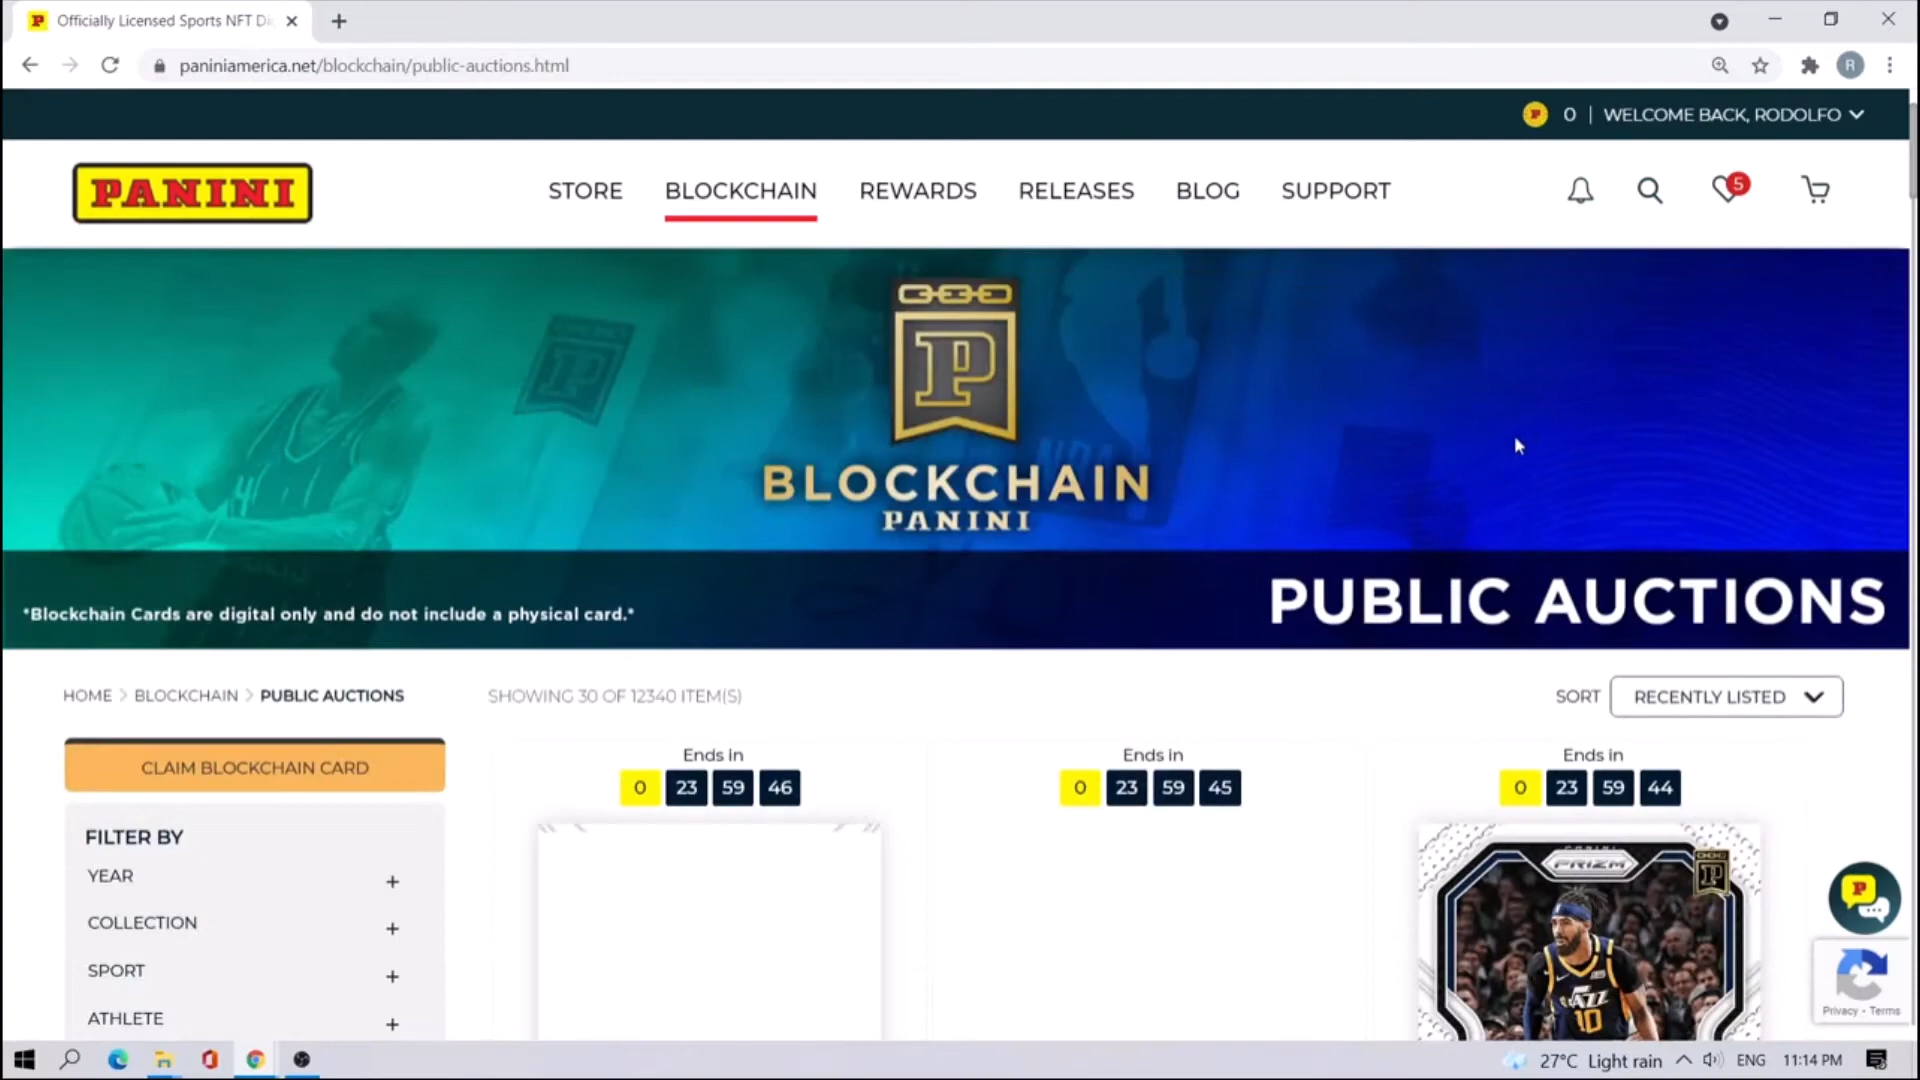 Officially Licensed Sports NFT Di
paniniamerica.net/blockchain/public-auctions.html
R
0 | WELCOME BACK, RODOLFO
PANINI
STORE
BLOCKCHAIN
REWARDS
RELEASES
BLOG
SUPPORT
5
P
BLOCKCHAIN
PANINI
*Blockchain Cards are digital only and do not include a physical card.*
PUBLIC AUCTIONS
HOME > BLOCKCHAIN > PUBLIC AUCTIONS
SHOWING 30 OF 12340 ITEM(S)
SORT
RECENTLY LISTED
CLAIM BLOCKCHAIN CARD
FILTER BY
YEAR +
COLLECTION +
SPORT +
ATHLETE +
Ends in
0 23 59 46
Ends in
0 23 59 45
Ends in
0 23 59 44
PANINI
PRIZM
P
JAZZ
10
P
Privacy - Terms
27°C Light rain
ENG
11:14 PM